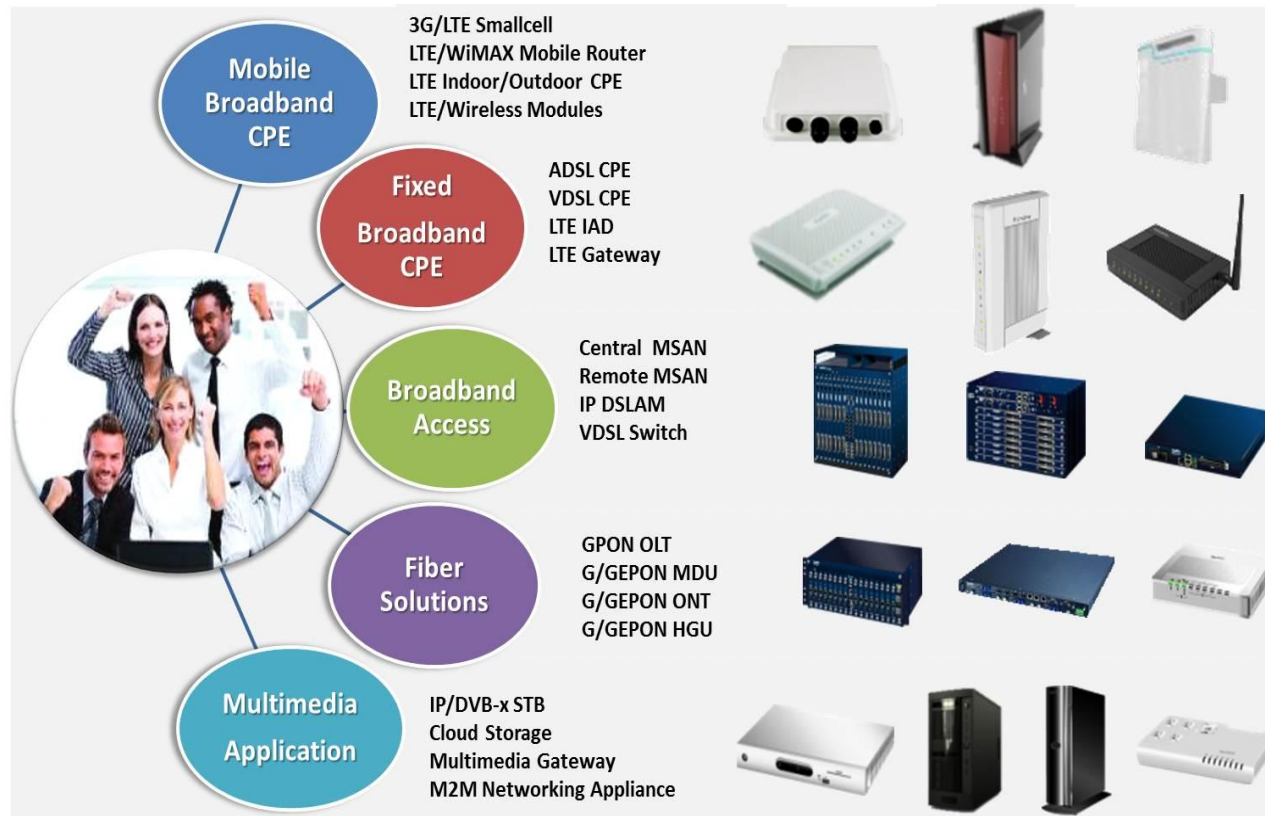 Mobile
Broadband
CPE
3G/LTE Smallcell
LTE/WiMAX Mobile Router
LTE Indoor/Outdoor CPE
LTE/Wireless Modules
Fixed
Broadband
CPE
ADSL CPE
VDSL CPE
LTE IAD
LTE Gateway
Broadband
Access
Central MSAN
Remote MSAN
IP DSLAM
VDSL Switch
Fiber
Solutions
GPON OLT
G/GEPON MDU
G/GEPON ONT
G/GEPON HGU
Multimedia
Application
IP/DVB-x STB
Cloud Storage
Multimedia Gateway
M2M Networking Appliance